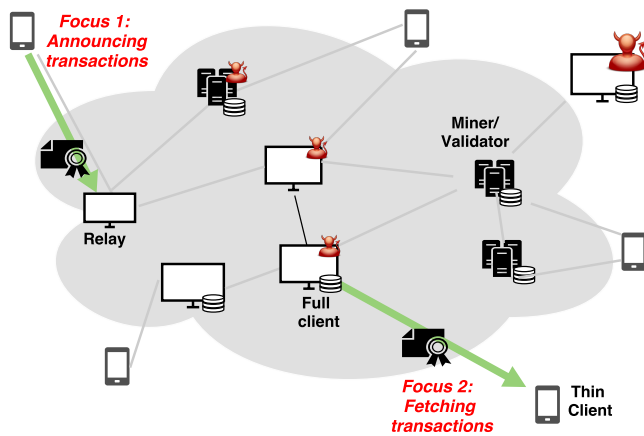 Focus 1:
Announcing
transactions
Miner/
Validator
Relay
Full
client
Focus 2:
Fetching
transactions
Thin
Client